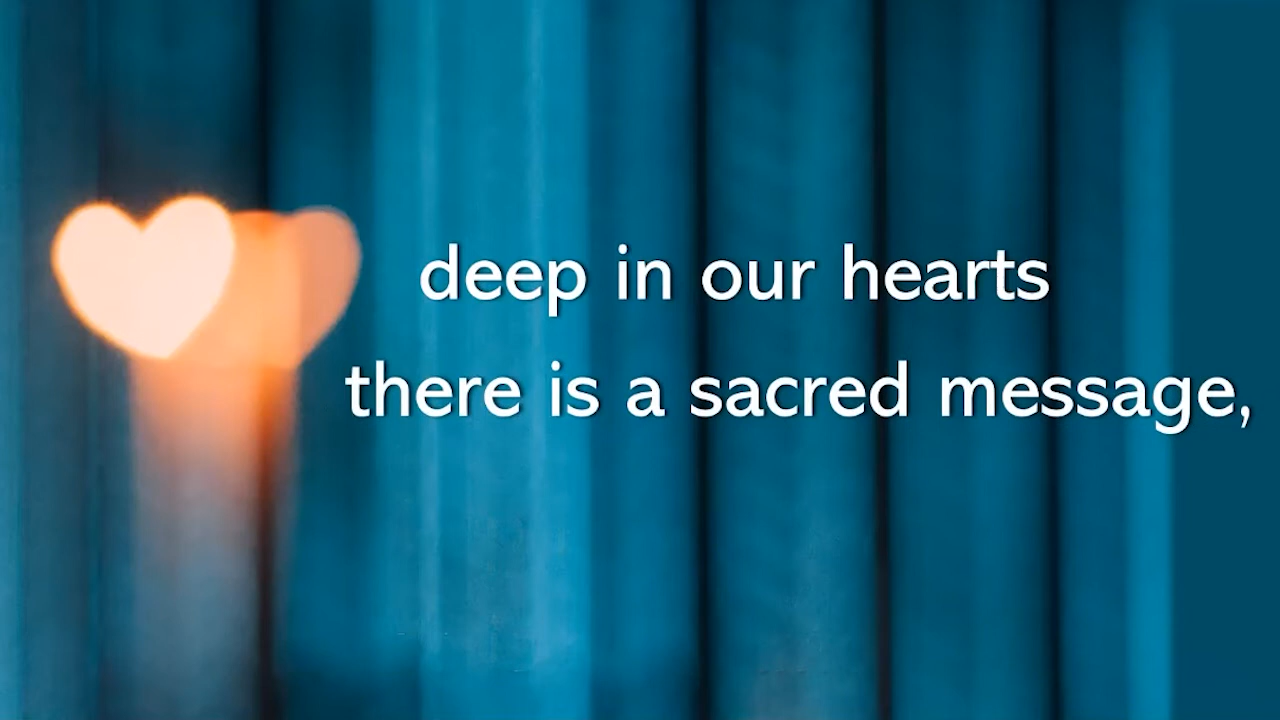 deep in our hearts
there is a sacred message,